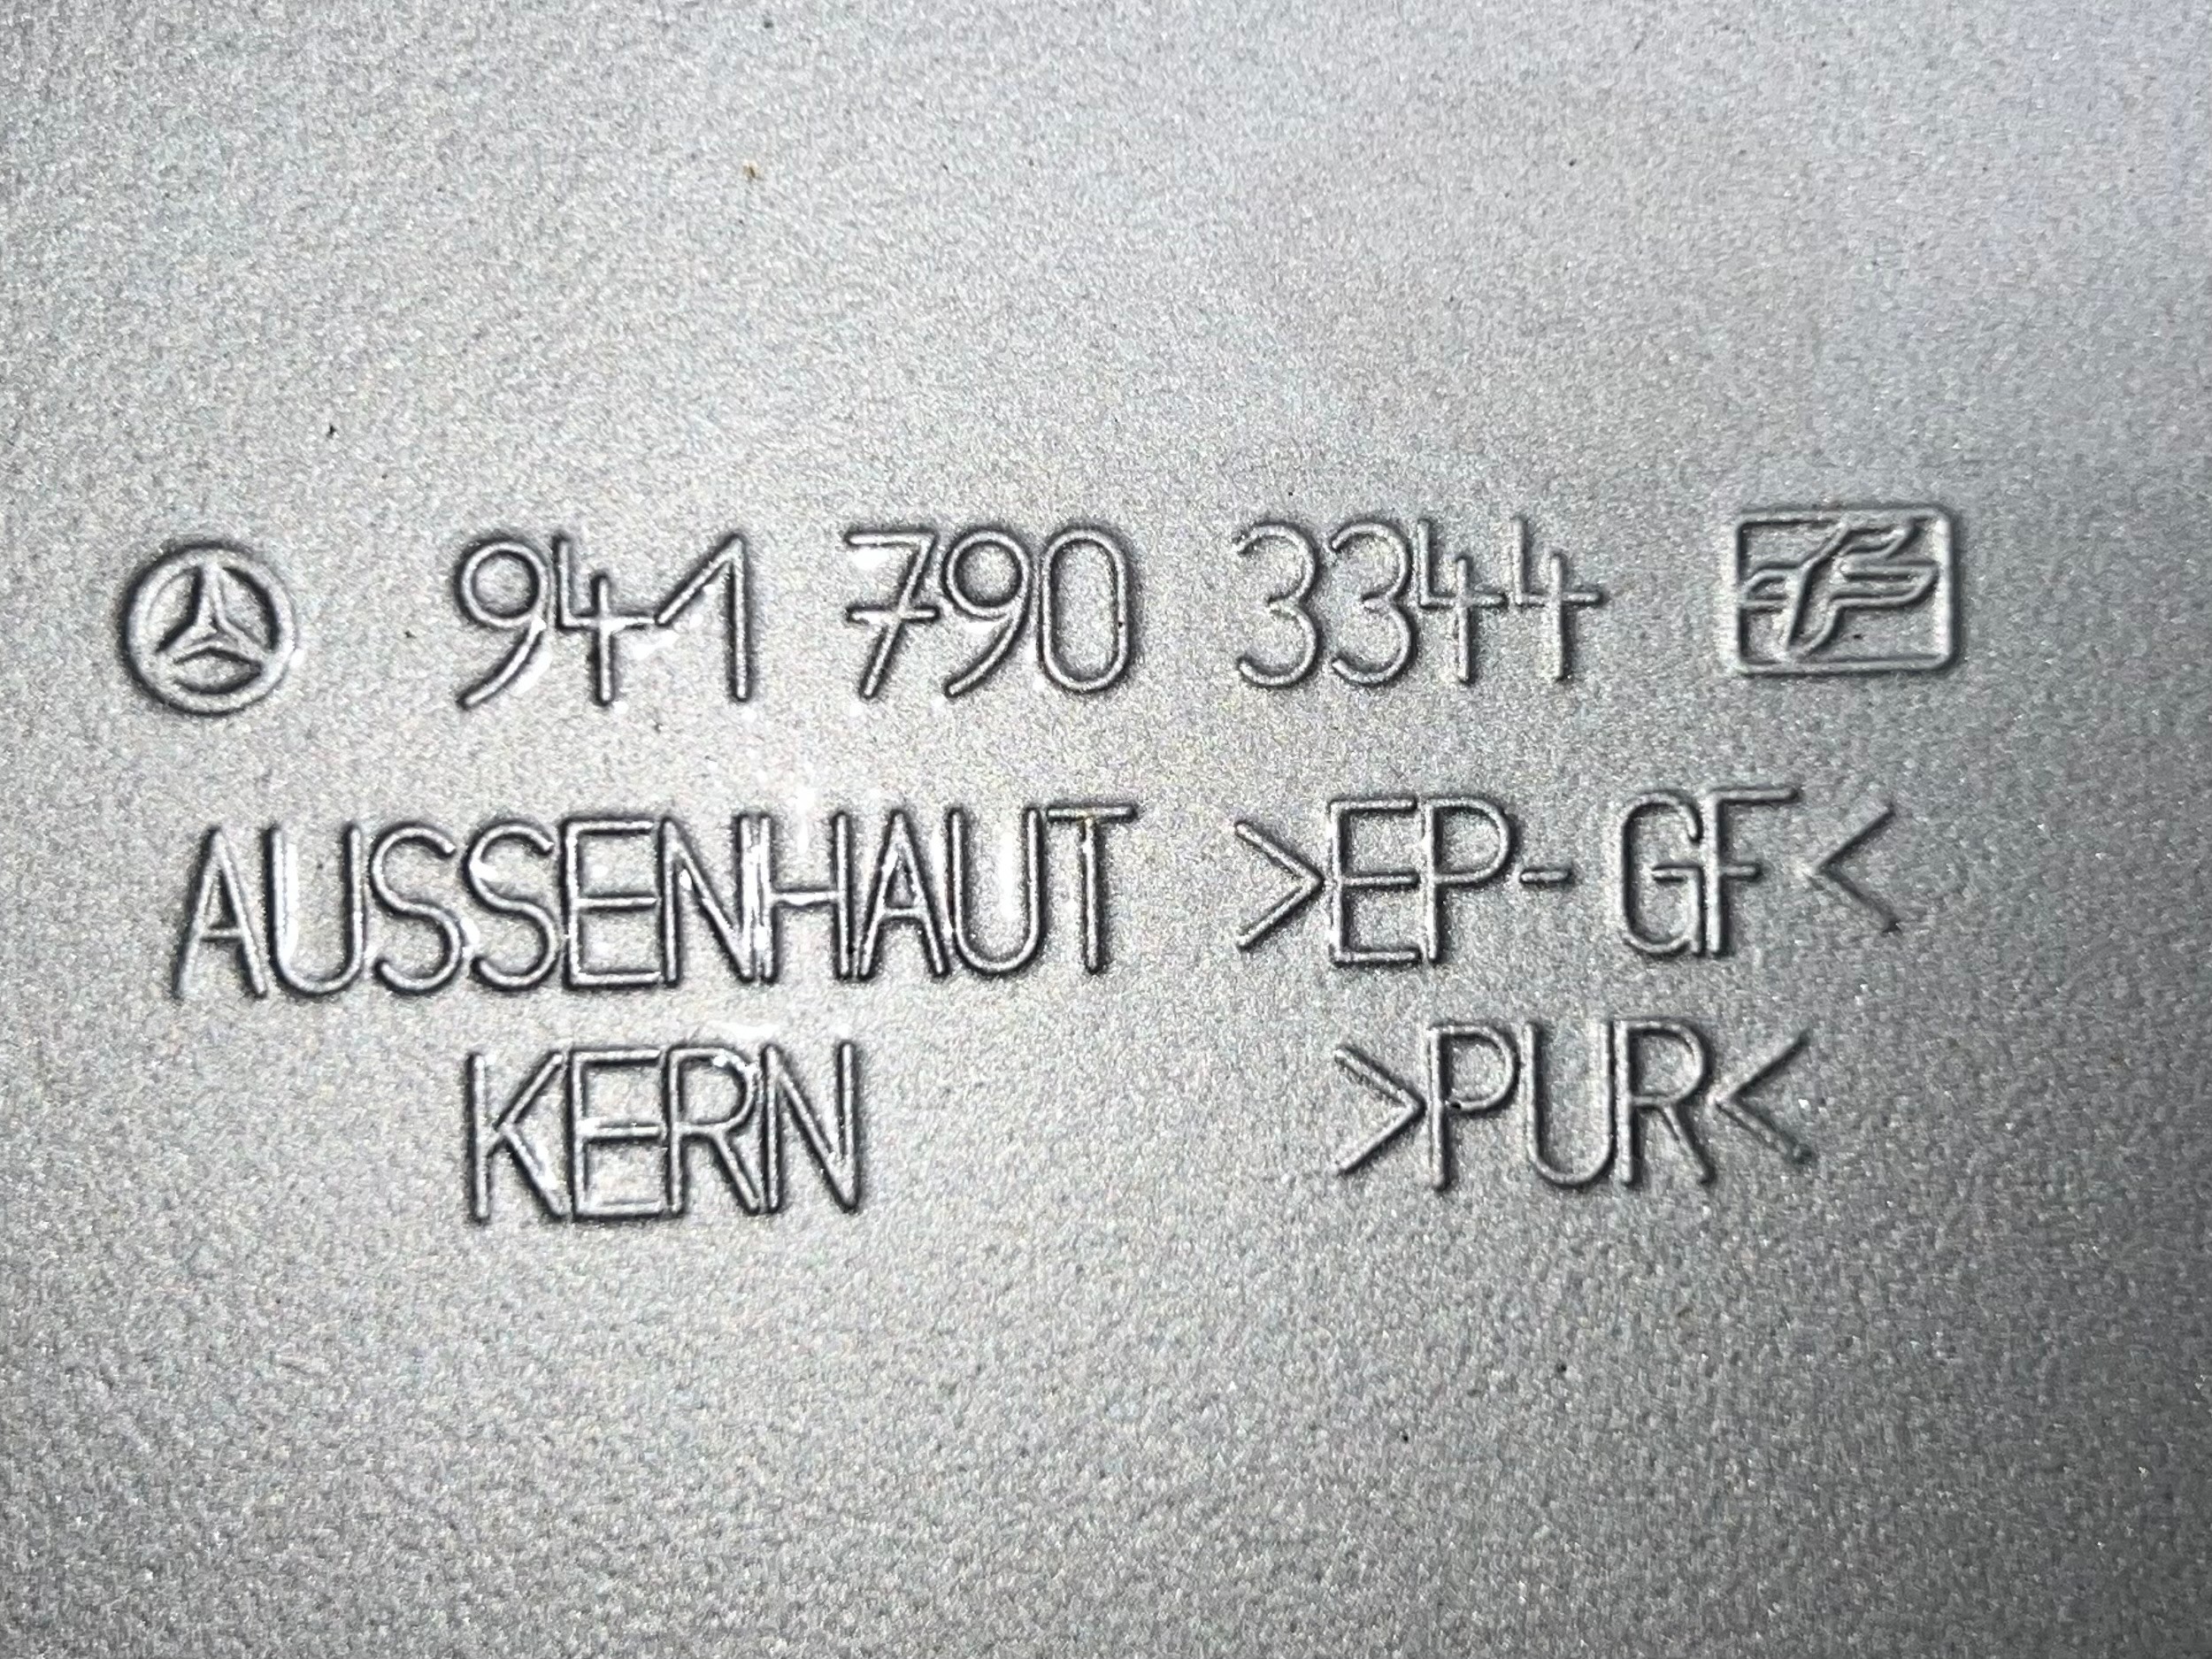 941 790 3344
AUSSENHAUT >EP-GF<
KERN >PUR<